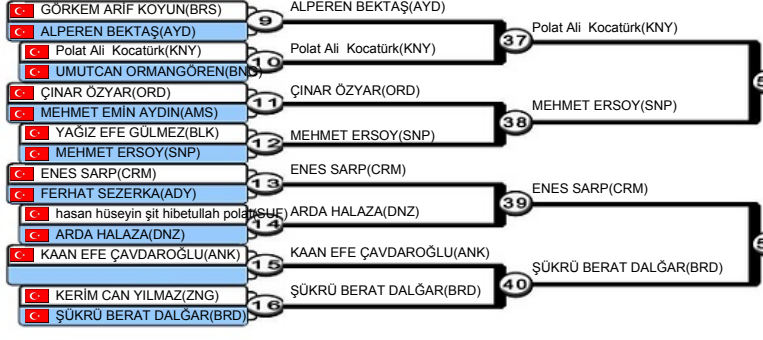 GÖRKEM ARİF KOYUN(BRS)
ALPEREN BEKTAŞ(AYD)
9
ALPEREN BEKTAŞ(AYD)
Polat Ali Kocatürk(KNY)
UMUTCAN ORMANGÖREN(BNG)
10
Polat Ali Kocatürk(KNY)
37
Polat Ali Kocatürk(KNY)
ÇINAR ÖZYAR(ORD)
MEHMET EMİN AYDIN(AMS)
11
ÇINAR ÖZYAR(ORD)
YAĞIZ EFE GÜLMEZ(BLK)
MEHMET ERSOY(SNP)
12
MEHMET ERSOY(SNP)
38
MEHMET ERSOY(SNP)
ENES SARP(CRM)
FERHAT SEZERKA(ADY)
13
ENES SARP(CRM)
hasan hüseyin şit hibetullah polat(SUF)
ARDA HALAZA(DNZ)
14
ARDA HALAZA(DNZ)
39
ENES SARP(CRM)
KAAN EFE ÇAVDAROĞLU(ANK)
15
KAAN EFE ÇAVDAROĞLU(ANK)
KERİM CAN YILMAZ(ZNG)
ŞÜKRÜ BERAT DALĞAR(BRD)
16
ŞÜKRÜ BERAT DALĞAR(BRD)
40
ŞÜKRÜ BERAT DALĞAR(BRD)